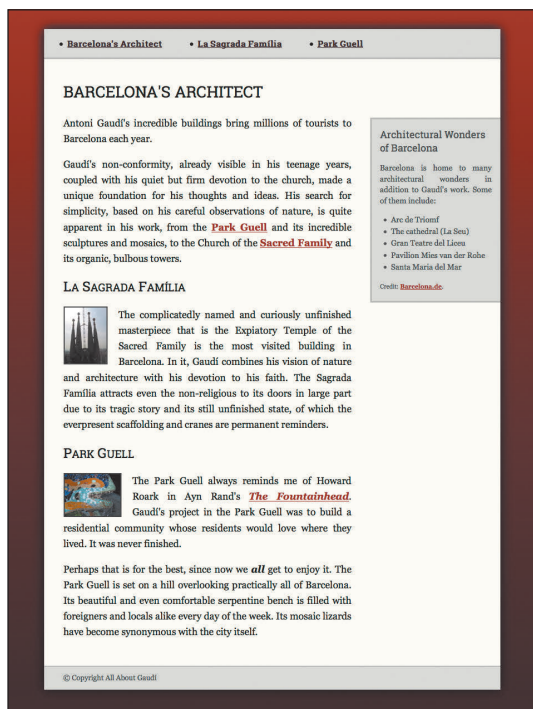 • Barcelona's Architect • La Sagrada Família • Park Guell
BARCELONA'S ARCHITECT
Antoni Gaudí's incredible buildings bring millions of tourists to
Barcelona each year.
Gaudí's non-conformity, already visible in his teenage years,
coupled with his quiet but firm devotion to the church, made a
unique foundation for his thoughts and ideas. His search for
simplicity, based on his careful observations of nature, is quite
apparent in his work, from the Park Guell and its incredible
sculptures and mosaics, to the Church of the Sacred Family and
its organic, bulbous towers.
LA SAGRADA FAMÍLIA
The complicatedly named and curiously unfinished
masterpiece that is the Expiatory Temple of the
Sacred Family is the most visited building in
Barcelona. In it, Gaudí combines his vision of nature
and architecture with his devotion to his faith. The Sagrada
Família attracts even the non-religious to its doors in large part
due to its tragic story and its still unfinished state, of which the
everpresent scaffolding and cranes are permanent reminders.
PARK GUELL
The Park Guell always reminds me of Howard
Roark in Ayn Rand's The Fountainhead.
Gaudí's project in the Park Guell was to build a
residential community whose residents would love where they
lived. It was never finished.
Perhaps that is for the best, since now we all get to enjoy it. The
Park Guell is set on a hill overlooking practically all of Barcelona.
Its beautiful and even comfortable serpentine bench is filled with
foreigners and locals alike every day of the week. Its mosaic lizards
have become synonymous with the city itself.
Architectural Wonders
of Barcelona
Barcelona is home to many
architectural wonders in
addition to Gaudí's work. Some
of them include:
• Arc de Triomf
• The cathedral (La Seu)
• Gran Teatre del Liceu
• Pavilion Mies van der Rohe
• Santa Maria del Mar
Credit: Barcelona.de.
© Copyright All About Gaudí